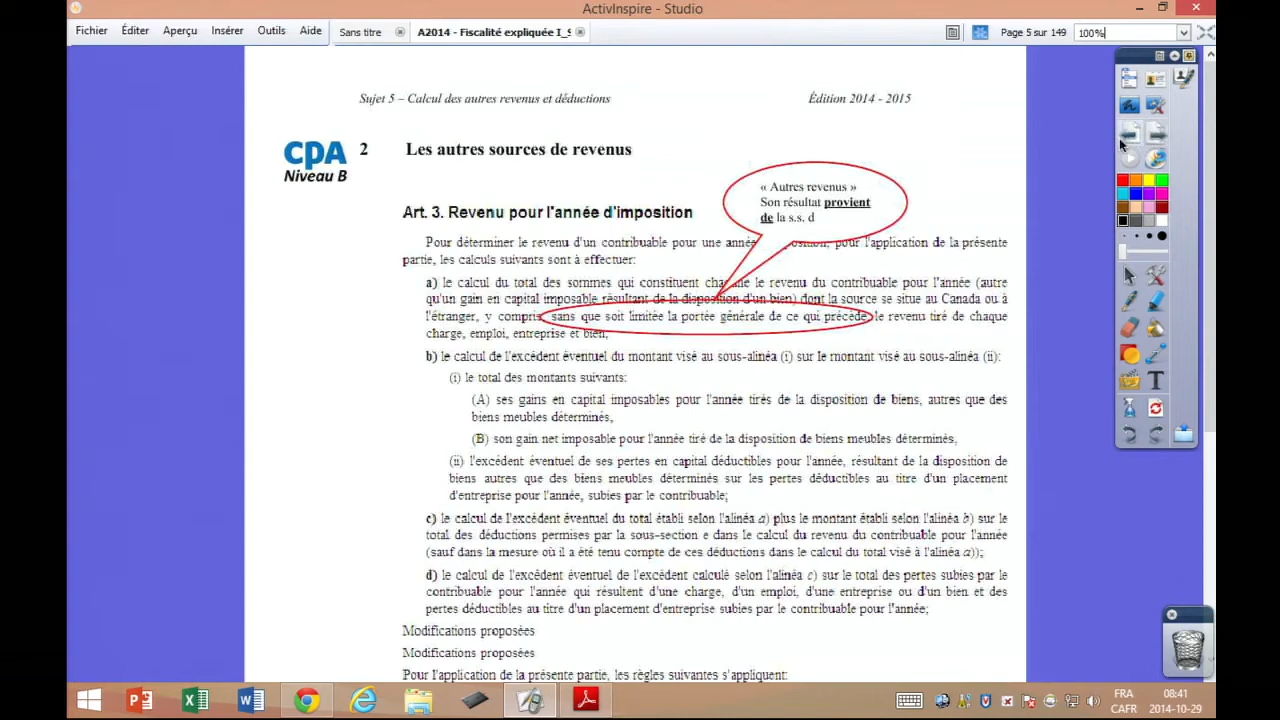 ActivInspire - Studio
Fichier Éditer Aperçu Insérer Outils Aide
Sans titre
A2014 - Fiscalité expliquée I_S
Page 5 sur 149
100%
Sujet 5 – Calcul des autres revenus et déductions
Édition 2014 - 2015
CPA
Niveau B
2 Les autres sources de revenus
« Autres revenus »
Son résultat provient
de la s.s. d
Art. 3. Revenu pour l'année d'imposition
Pour déterminer le revenu d'un contribuable pour une année position, pour l'application de la présente
partie, les calculs suivants sont à effectuer:
a) le calcul du total des sommes qui constituent chacune le revenu du contribuable pour l'année (autre
qu'un gain en capital imposable résultant de la disposition d'un bien) dont la source se situe au Canada ou à
l'étranger, y compris, sans que soit limitée la portée générale de ce qui précède, le revenu tiré de chaque
charge, emploi, entreprise et bien,
b) le calcul de l'excédent éventuel du montant visé au sous-alinéa (i) sur le montant visé au sous-alinéa (ii):
(i) le total des montants suivants:
(A) ses gains en capital imposables pour l'année tirés de la disposition de biens, autres que des
biens meubles déterminés,
(B) son gain net imposable pour l'année tiré de la disposition de biens meubles déterminés,
(ii) l'excédent éventuel de ses pertes en capital déductibles pour l'année, résultant de la disposition de
biens autres que des biens meubles déterminés sur les pertes déductibles au titre d'un placement
d'entreprise pour l'année, subies par le contribuable;
c) le calcul de l'excédent éventuel du total établi selon l'alinéa a) plus le montant établi selon l'alinéa b) sur le
total des déductions permises par la sous-section e dans le calcul du revenu du contribuable pour l'année
(sauf dans la mesure où il a été tenu compte de ces déductions dans le calcul du total visé à l'alinéa a));
d) le calcul de l'excédent éventuel de l'excédent calculé selon l'alinéa c) sur le total des pertes subies par le
contribuable pour l'année qui résultent d'une charge, d'un emploi, d'une entreprise ou d'un bien et des
pertes déductibles au titre d'un placement d'entreprise subies par le contribuable pour l'année;
Modifications proposées
Modifications proposées
Pour l'application de la présente partie, les règles suivantes s'appliquent:
FRA
CAFR
08:41
2014-10-29